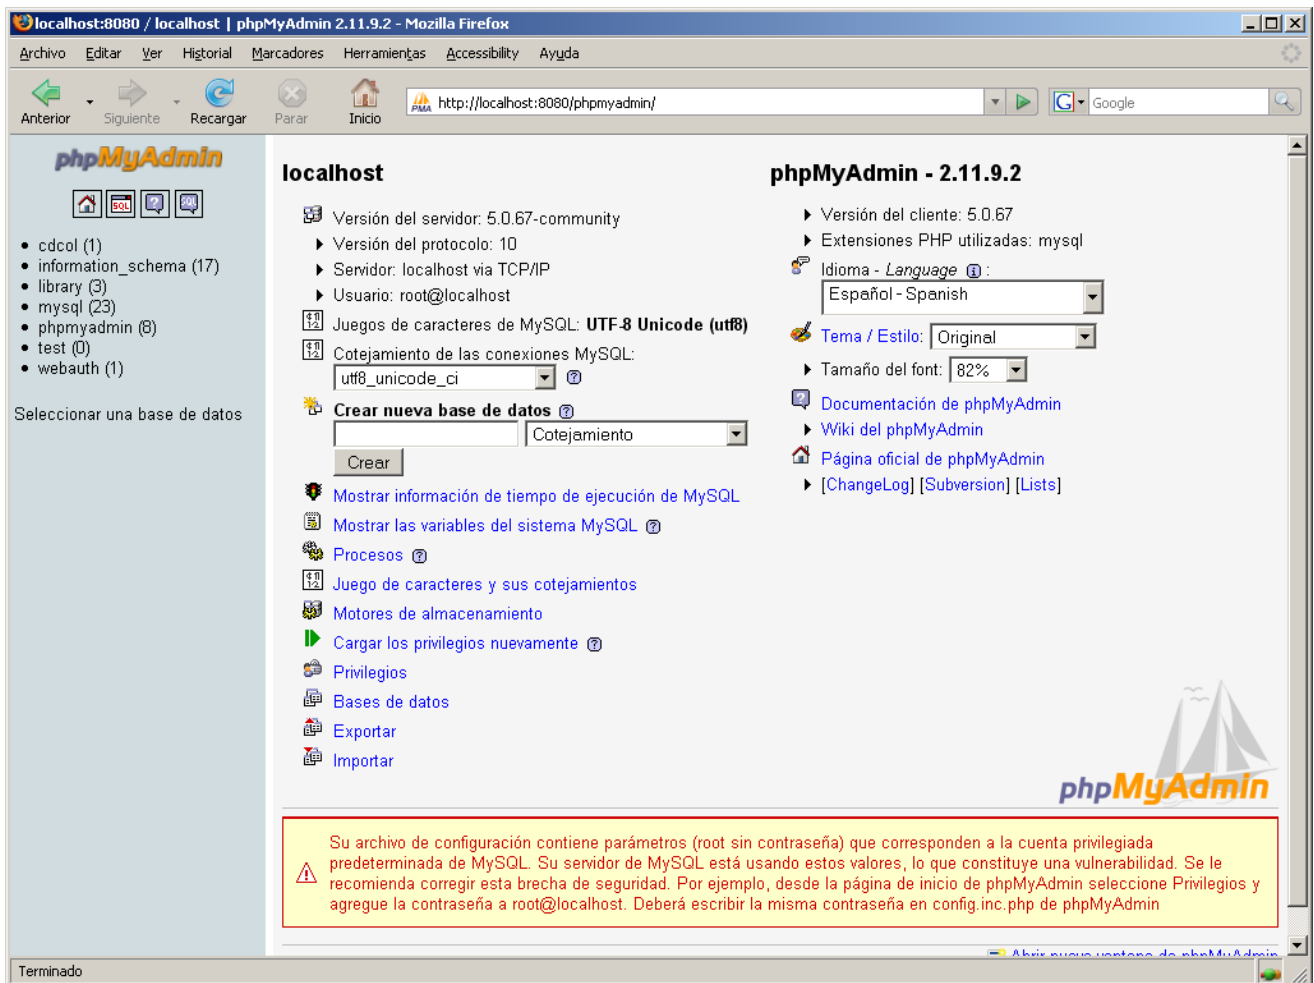 localhost:8080 / localhost | phpMyAdmin 2.11.9.2 - Mozilla Firefox
Archivo Editar Ver Historial Marcadores Herramientas Accessibility Ayuda
Anterior Siguiente Recargar Parar Inicio
PMA http://localhost:8080/phpmyadmin/
G Google
phpMyAdmin
SQL
SQL
cdcol (1)
information_schema (17)
library (3)
mysql (23)
phpmyadmin (8)
test (0)
webauth (1)
Seleccionar una base de datos
localhost
Versión del servidor: 5.0.67-community
Versión del protocolo: 10
Servidor: localhost via TCP/IP
Usuario: root@localhost
Juegos de caracteres de MySQL: UTF-8 Unicode (utf8)
Cotejamiento de las conexiones MySQL:
utf8_unicode_ci
Crear nueva base de datos
Cotejamiento
Crear
Mostrar información de tiempo de ejecución de MySQL
Mostrar las variables del sistema MySQL
Procesos
Juego de caracteres y sus cotejamientos
Motores de almacenamiento
Cargar los privilegios nuevamente
Privilegios
Bases de datos
Exportar
Importar
phpMyAdmin - 2.11.9.2
Versión del cliente: 5.0.67
Extensiones PHP utilizadas: mysql
Idioma - Language :
Español - Spanish
Tema / Estilo: Original
Tamaño del font: 82%
Documentación de phpMyAdmin
Wiki del phpMyAdmin
Página oficial de phpMyAdmin
[ChangeLog] [Subversion] [Lists]
phpMyAdmin
Su archivo de configuración contiene parámetros (root sin contraseña) que corresponden a la cuenta privilegiada
predeterminada de MySQL. Su servidor de MySQL está usando estos valores, lo que constituye una vulnerabilidad. Se le
recomienda corregir esta brecha de seguridad. Por ejemplo, desde la página de inicio de phpMyAdmin seleccione Privilegios y
agregue la contraseña a root@localhost. Deberá escribir la misma contraseña en config.inc.php de phpMyAdmin
Abrir nueva ventana de phpMyAdmin
Terminado